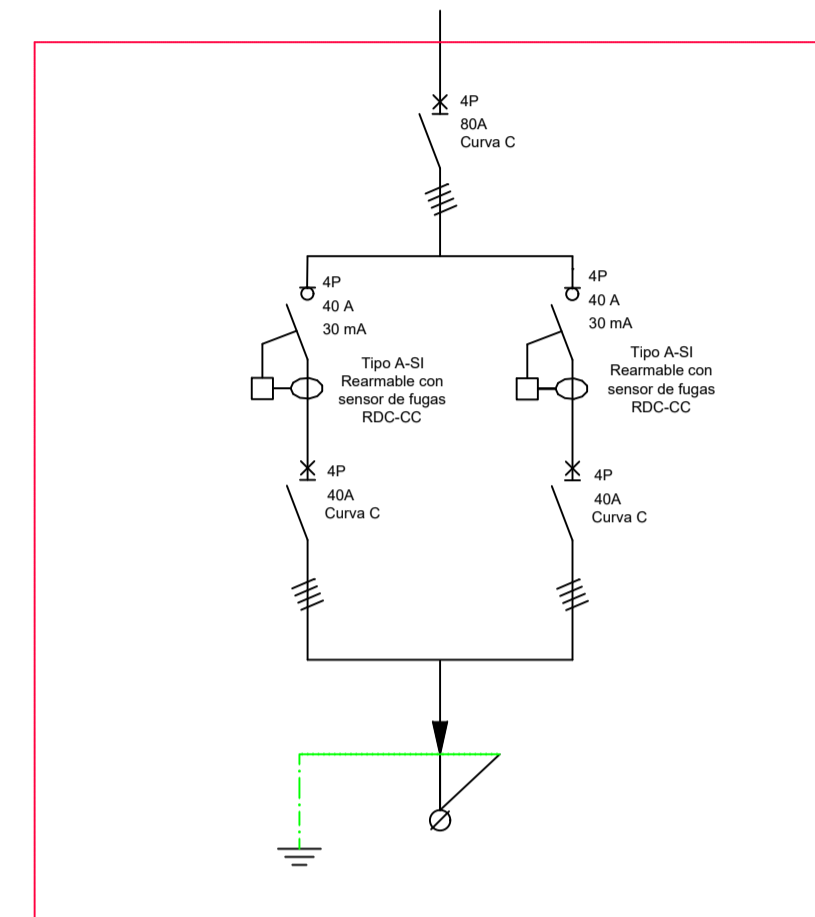 4P
80A
Curva C
4P
40 A
30 mA
Tipo A-SI
Rearmable con
sensor de fugas
RDC-CC
4P
40A
Curva C
4P
40 A
30 mA
Tipo A-SI
Rearmable con
sensor de fugas
RDC-CC
4P
40A
Curva C